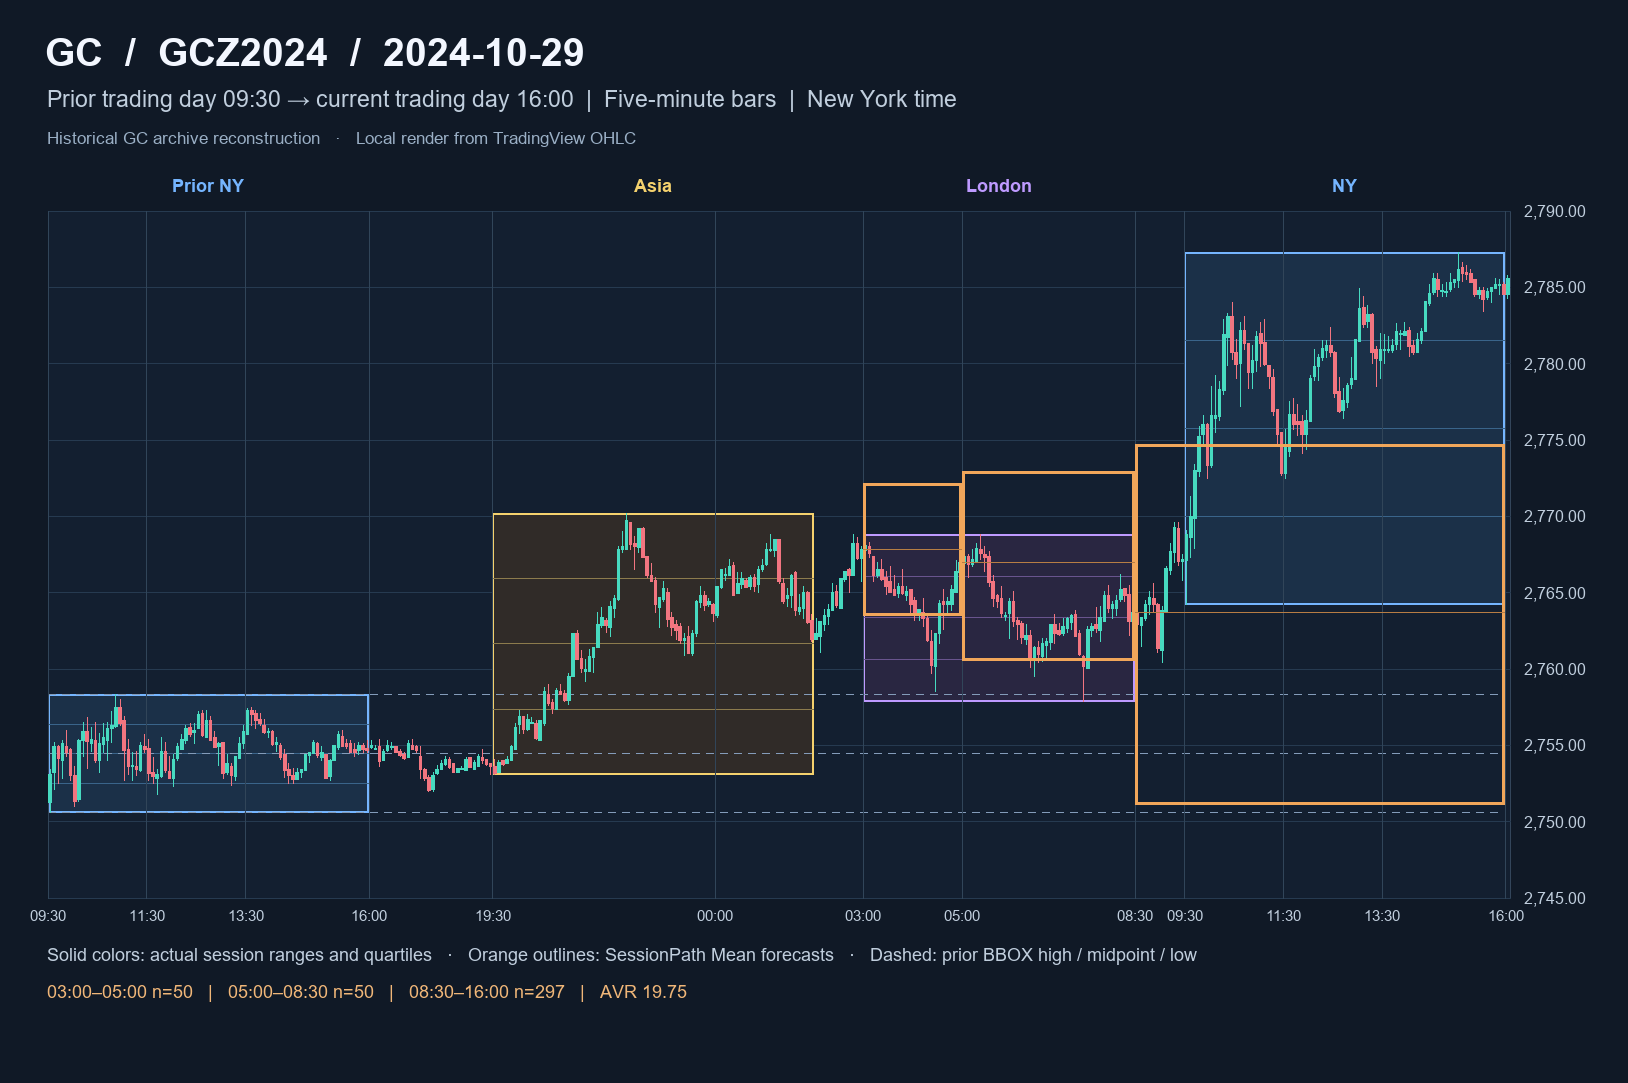 GC / GCZ2024 / 2024-10-29
Prior trading day 09:30 → current trading day 16:00 | Five-minute bars | New York time
Historical GC archive reconstruction · Local render from TradingView OHLC
Prior NY Asia London NY
2,790.00
2,785.00
2,780.00
2,775.00
2,770.00
2,765.00
2,760.00
2,755.00
2,750.00
2,745.00
09:30 11:30 13:30 16:00 19:30 00:00 03:00 05:00 08:30 09:30 11:30 13:30 16:00
Solid colors: actual session ranges and quartiles · Orange outlines: SessionPath Mean forecasts · Dashed: prior BBOX high / midpoint / low
03:00–05:00 n=50 | 05:00–08:30 n=50 | 08:30–16:00 n=297 | AVR 19.75